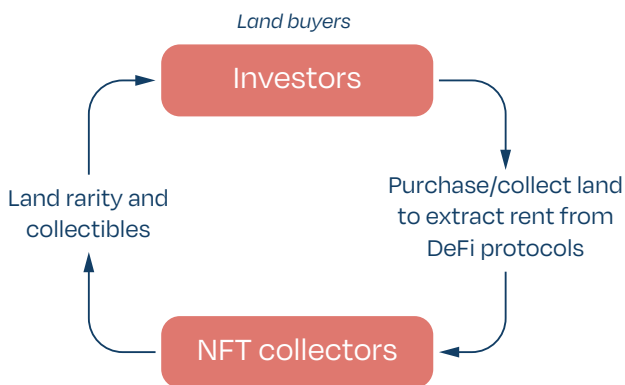 Land buyers
Investors
Purchase/collect land
to extract rent from
DeFi protocols
Land rarity and
collectibles
NFT collectors